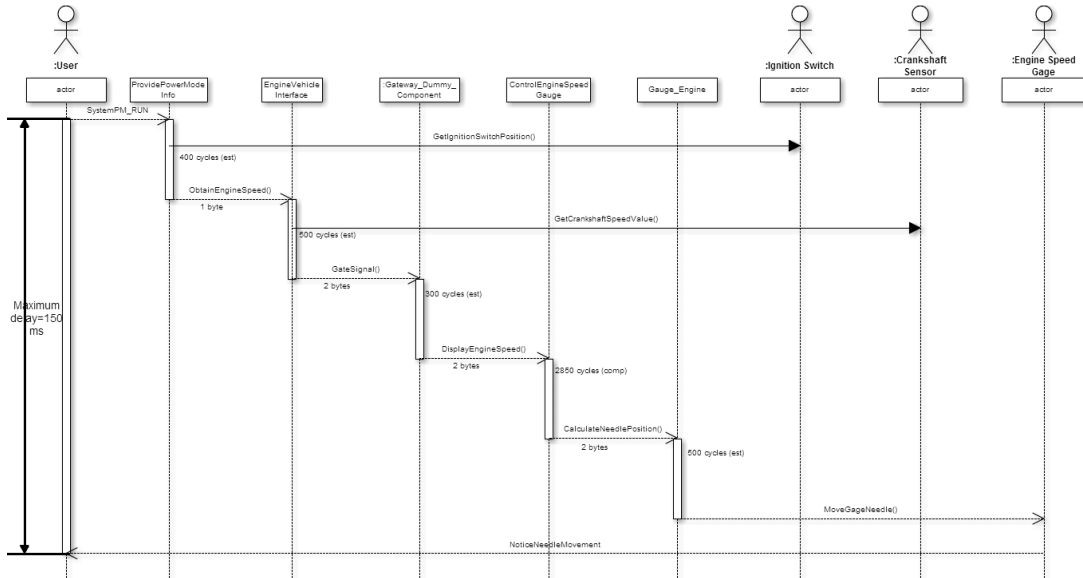 :User
:Ignition Switch
:Crankshaft
Sensor
:Engine Speed
Gage
actor
ProvidePowerMode
Info
EngineVehicle
Interface
:Gateway_Dummy_
Component
ControlEngineSpeed
Gauge
Gauge_Engine
actor
actor
actor
SystemPM_RUN
GetIgnitionSwitchPosition()
400 cycles (est)
ObtainEngineSpeed()
1 byte
GetCrankshaftSpeedValue()
500 cycles (est)
GateSignal()
2 bytes
300 cycles (est)
Maximum
delay=150
ms
DisplayEngineSpeed()
2 bytes
2850 cycles (comp)
CalculateNeedlePosition()
2 bytes
500 cycles (est)
MoveGageNeedle()
NoticeNeedleMovement